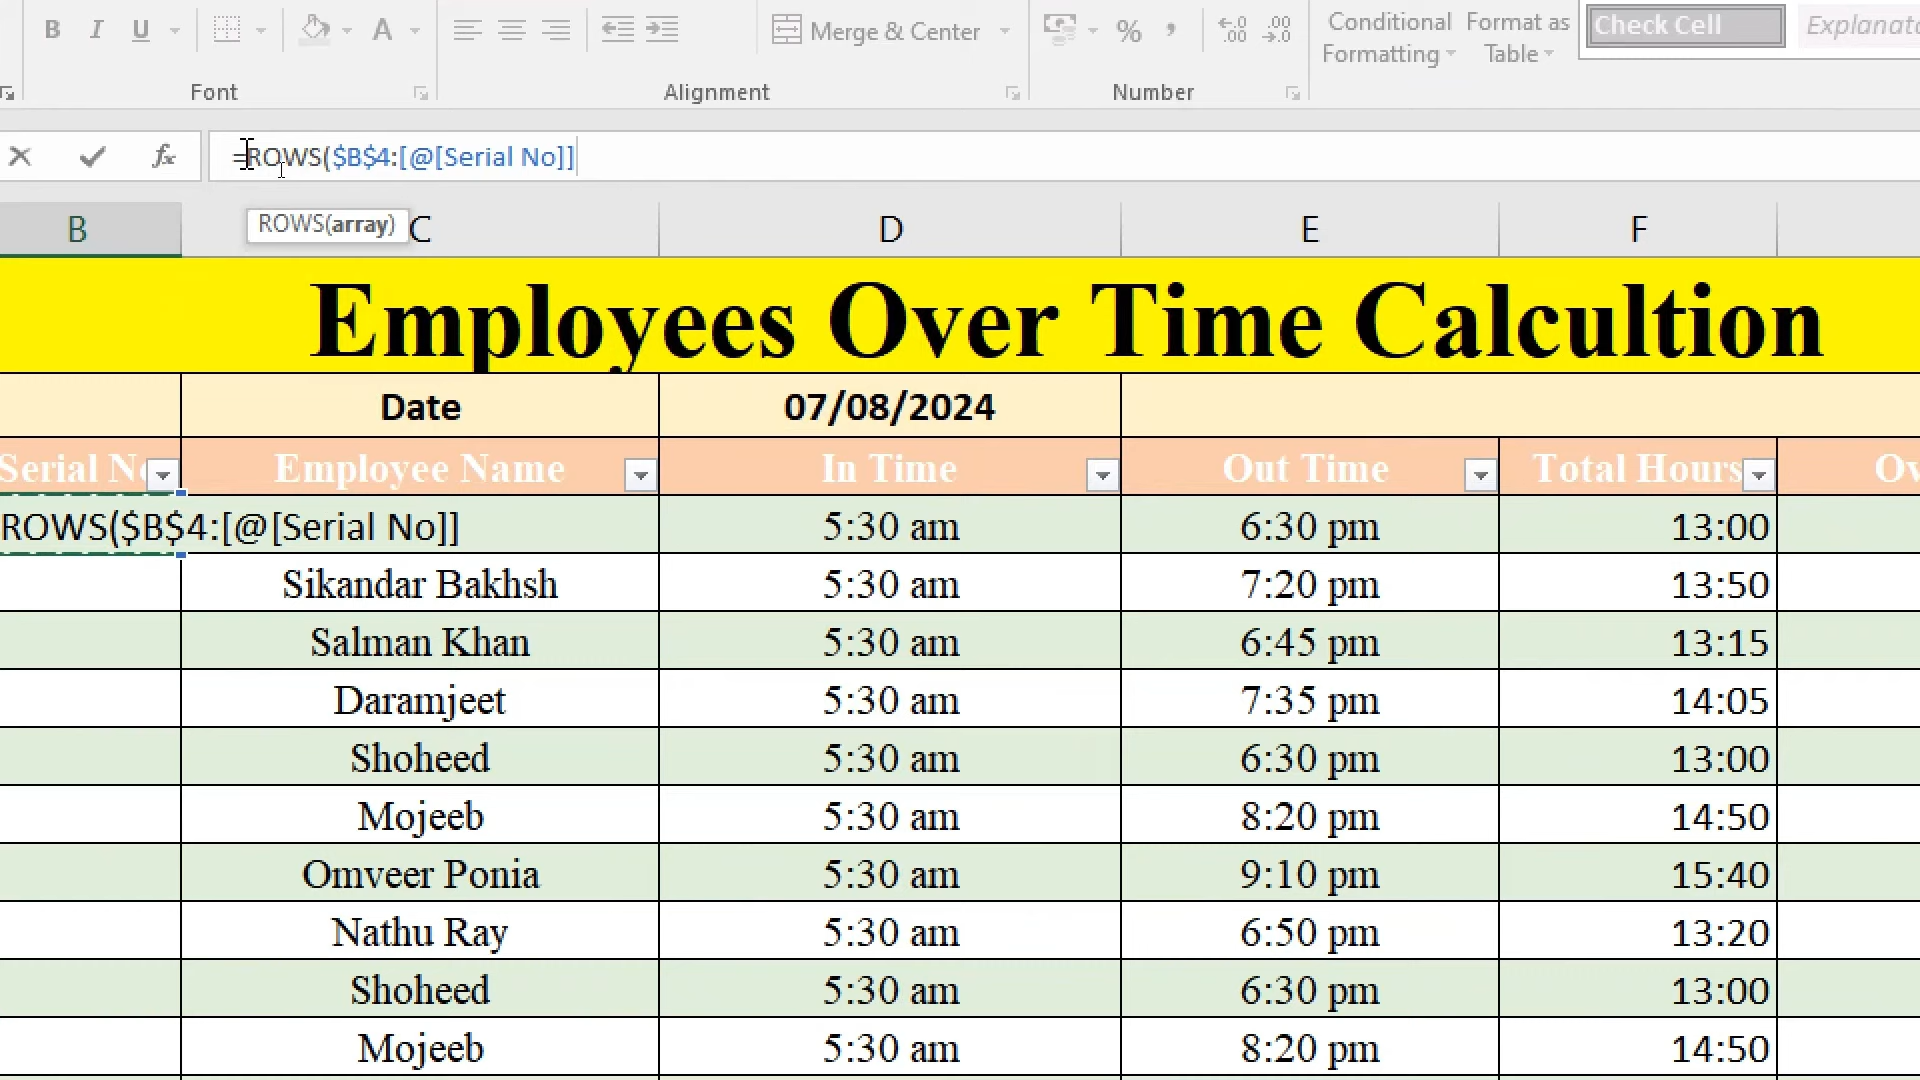 B I U A Merge & Center % , Conditional Format as Check Cell Explanat
Formatting Table
Font Alignment Number
fx =ROWS($B$4:[@[Serial No]]
ROWS(array)
B C D E F
Employees Over Time Calcultion
Date 07/08/2024
Serial No Employee Name In Time Out Time Total Hours Ov
ROWS($B$4:[@[Serial No]] 5:30 am 6:30 pm 13:00
Sikandar Bakhsh 5:30 am 7:20 pm 13:50
Salman Khan 5:30 am 6:45 pm 13:15
Daramjeet 5:30 am 7:35 pm 14:05
Shoheed 5:30 am 6:30 pm 13:00
Mojeeb 5:30 am 8:20 pm 14:50
Omveer Ponia 5:30 am 9:10 pm 15:40
Nathu Ray 5:30 am 6:50 pm 13:20
Shoheed 5:30 am 6:30 pm 13:00
Mojeeb 5:30 am 8:20 pm 14:50